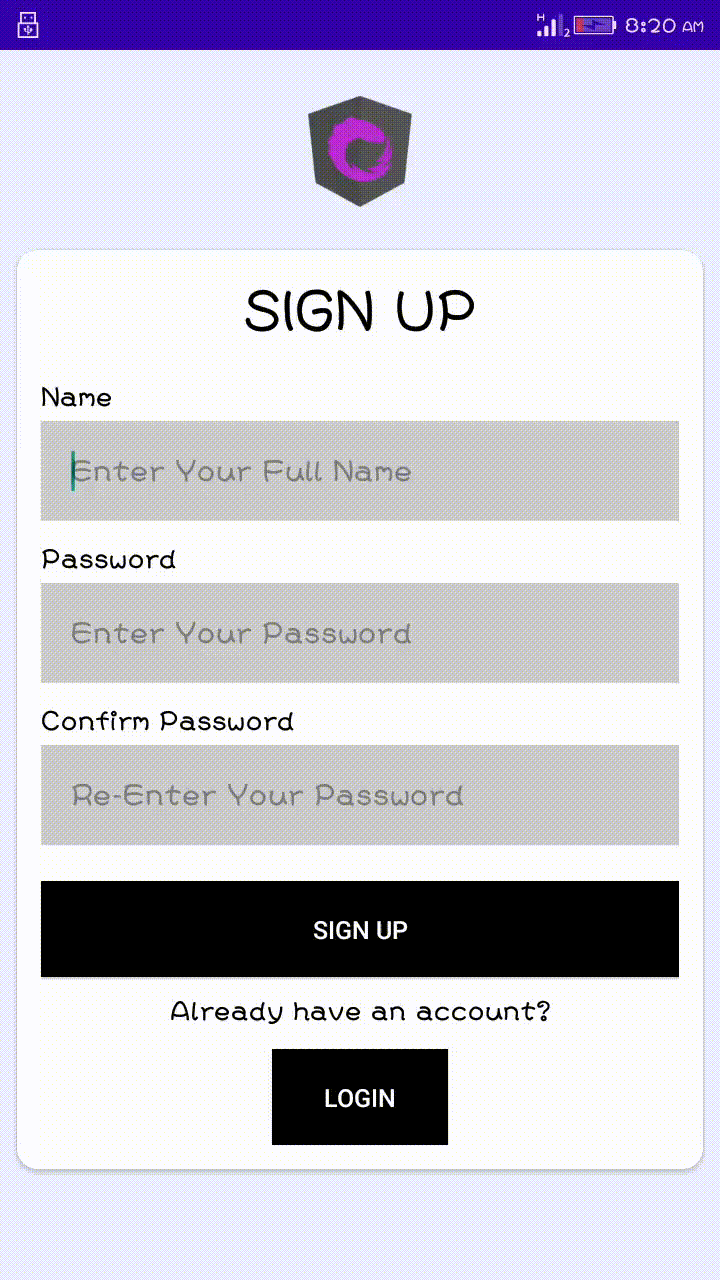 H 2 8:20 AM
SIGN UP
Name
Enter Your Full Name
Password
Enter Your Password
Confirm Password
Re-Enter Your Password
SIGN UP
Already have an account?
LOGIN